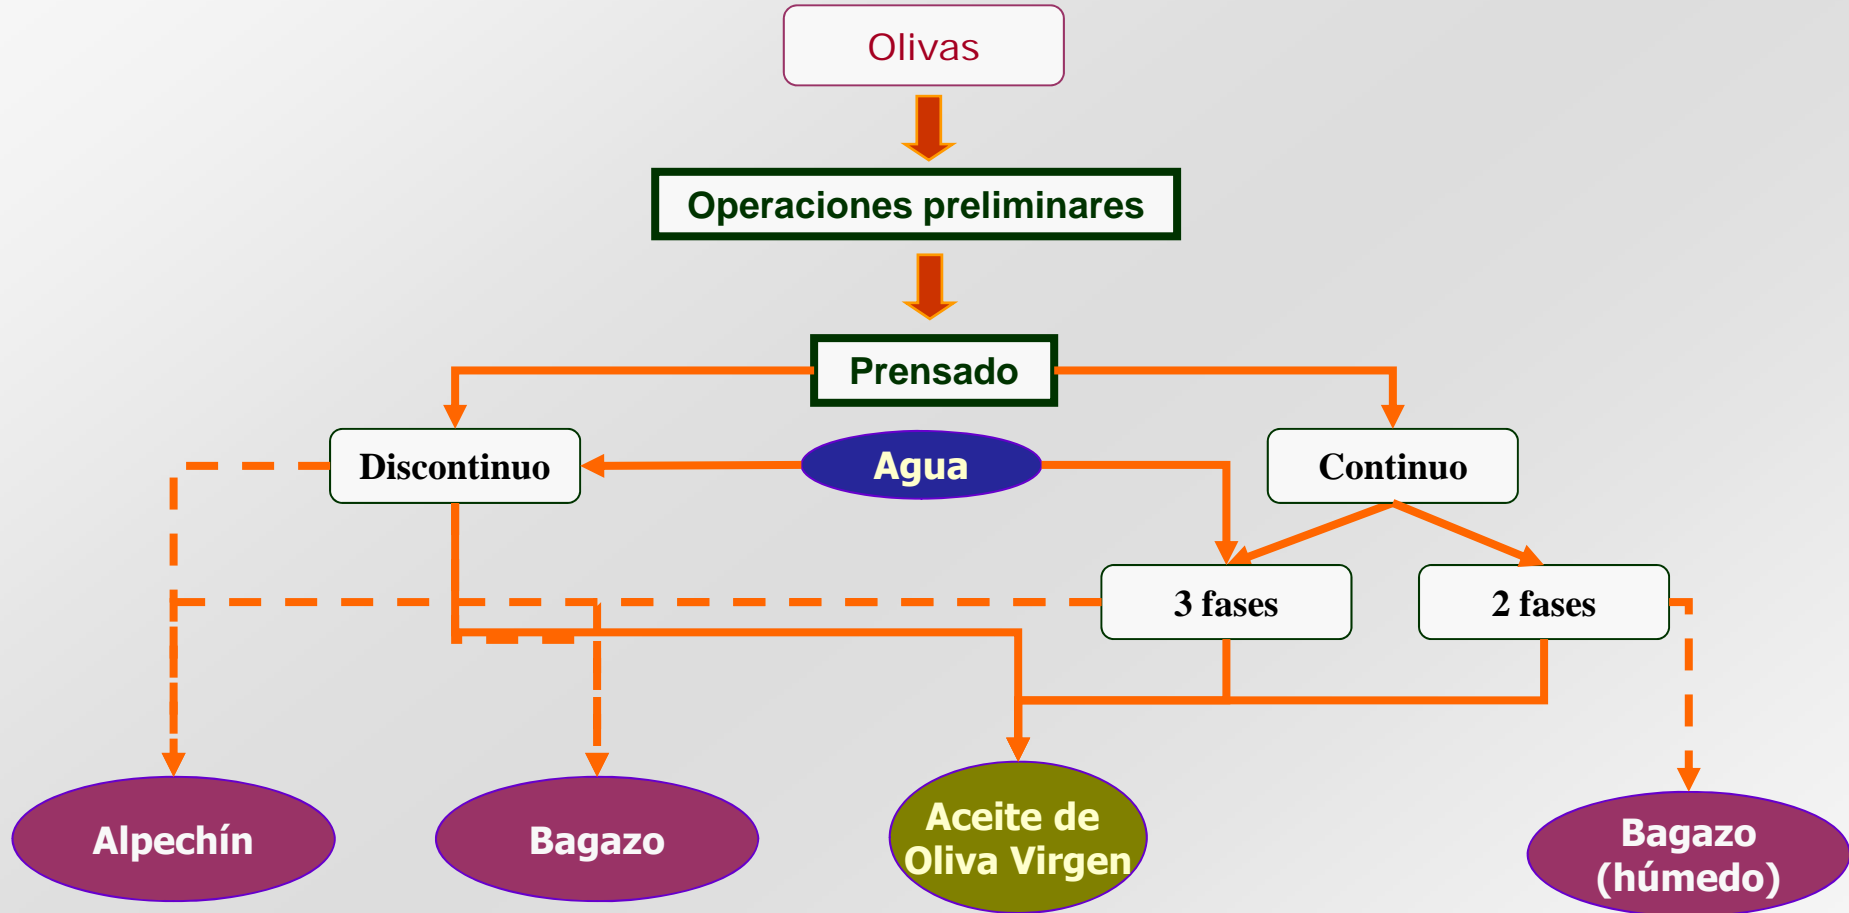 Olivas
Operaciones preliminares
Prensado
Discontinuo
Agua
Continuo
3 fases
2 fases
Alpechín
Bagazo
Aceite de
Oliva Virgen
Bagazo
(húmedo)